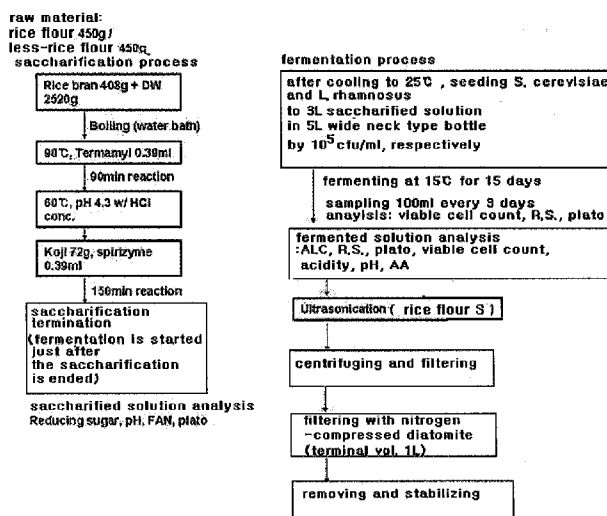 raw material:
rice flour 450g/
less-rice flour 450g
saccharification process
Rice bran 408g + DW
2520g
Boiling (water bath)
90℃, Termamyl 0.39ml
90min reaction
60℃, pH 4.3 w/ HCl
conc.
Koji 72g, spirizyme
0.39ml
150min reaction
saccharification
termination
(fermentation is started
just after
the saccharification
is ended)
saccharified solution analysis
Reducing sugar, pH, FAN, plato
fermentation process
after cooling to 25℃ , seeding S. cerevisiae
and L. rhamnosus
to 3L saccharified solution
in 5L wide neck type bottle
by 10⁵ cfu/ml, respectively
fermenting at 15℃ for 15 days
sampling 100ml every 3 days
anaylsis: viable cell count, R.S., plato
fermented solution analysis
:ALC, R.S., plato, viable cell count,
acidity, pH, AA
Ultrasonication ( rice flour S )
centrifuging and filtering
filtering with nitrogen
-compressed diatomite
(terminal vol. 1L)
removing and stabilizing